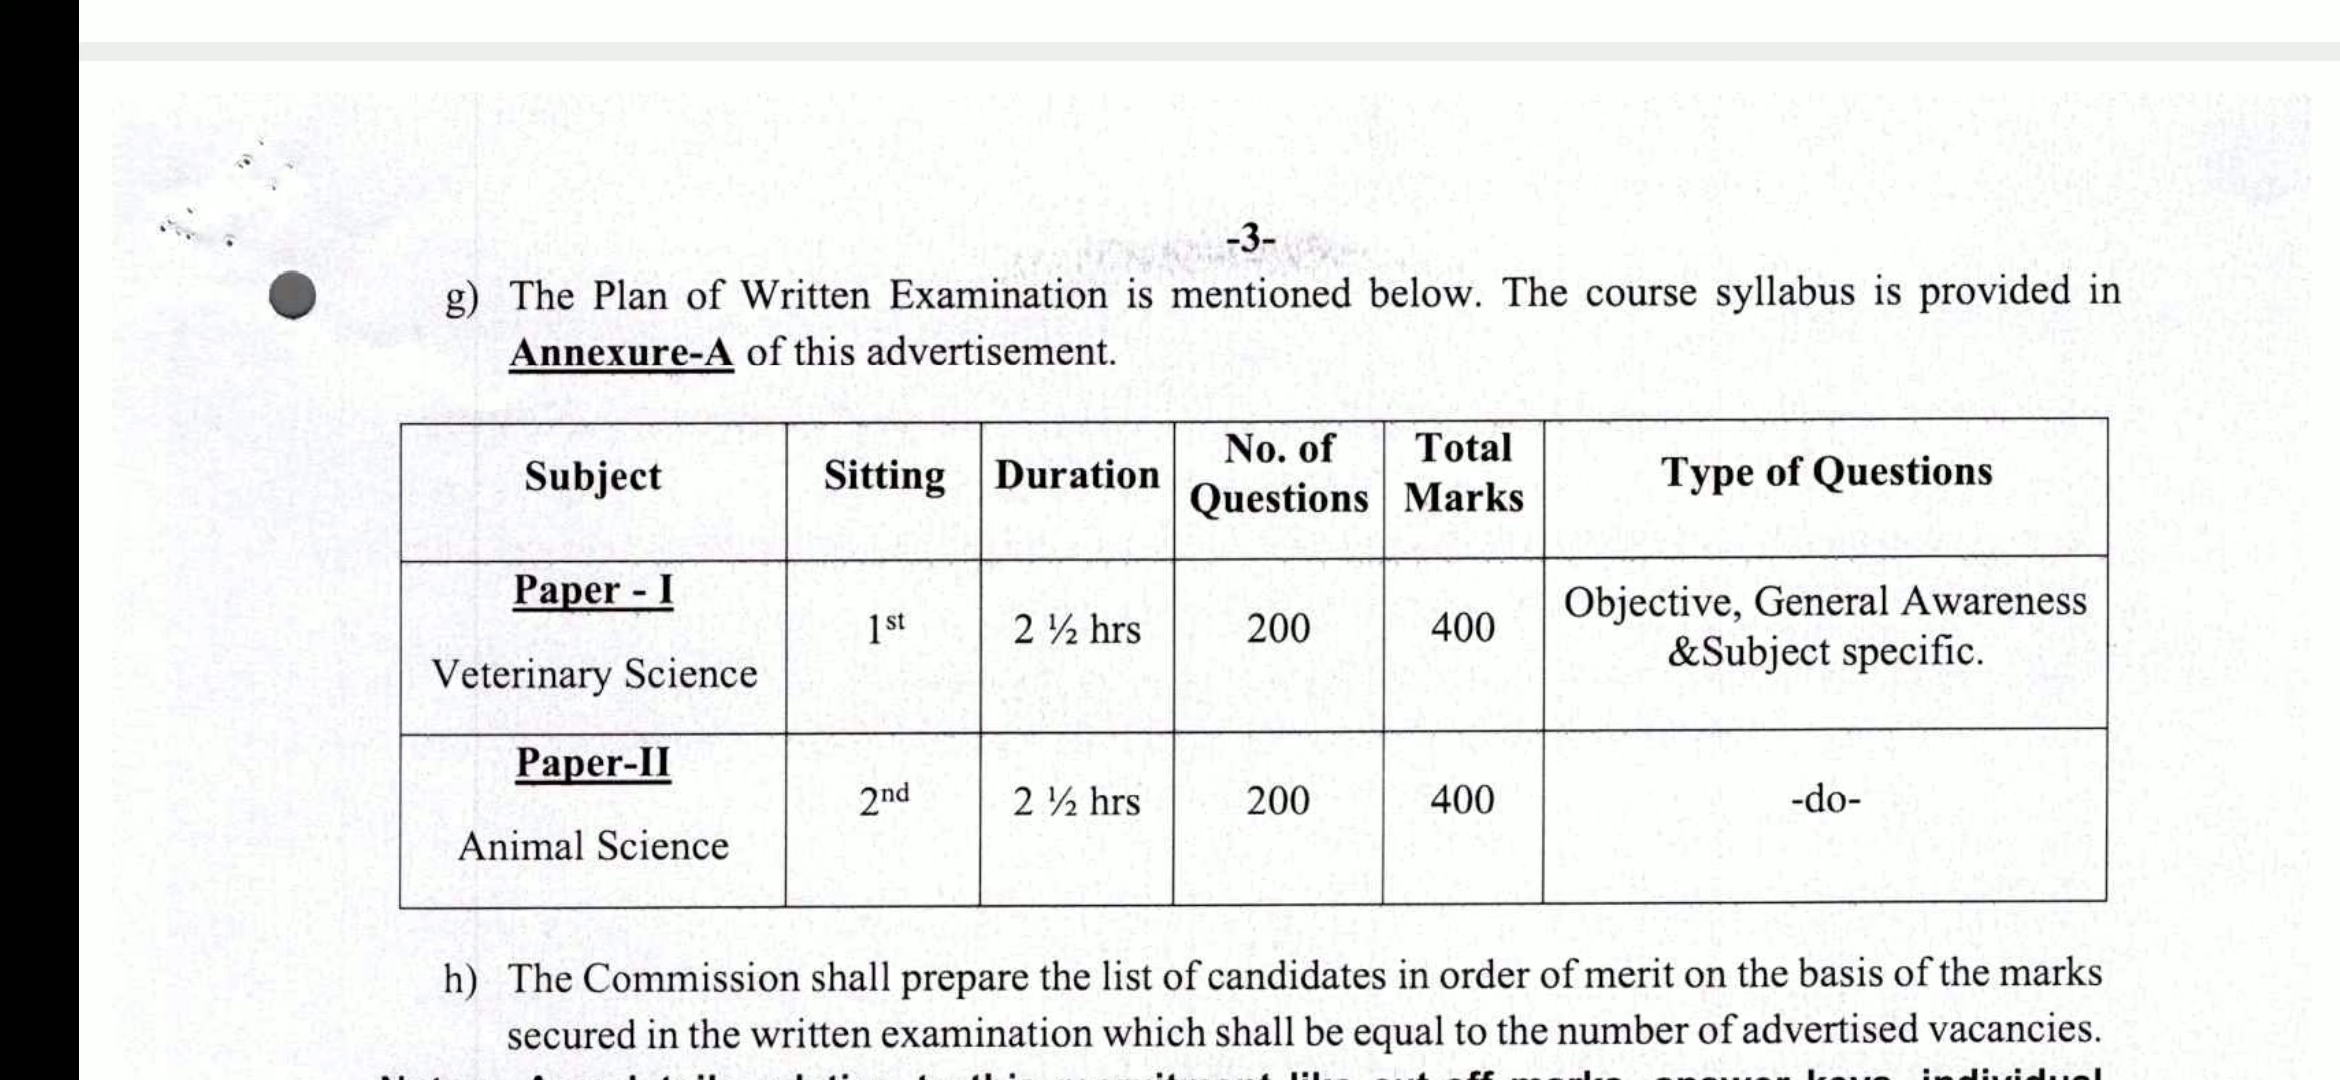 -3-
g) The Plan of Written Examination is mentioned below. The course syllabus is provided in
Annexure-A of this advertisement.
Subject Sitting Duration No. of Questions Total Marks Type of Questions
Paper - I
Veterinary Science 1st 2 ½ hrs 200 400 Objective, General Awareness
&Subject specific.
Paper-II
Animal Science 2nd 2 ½ hrs 200 400 -do-
h) The Commission shall prepare the list of candidates in order of merit on the basis of the marks
secured in the written examination which shall be equal to the number of advertised vacancies.